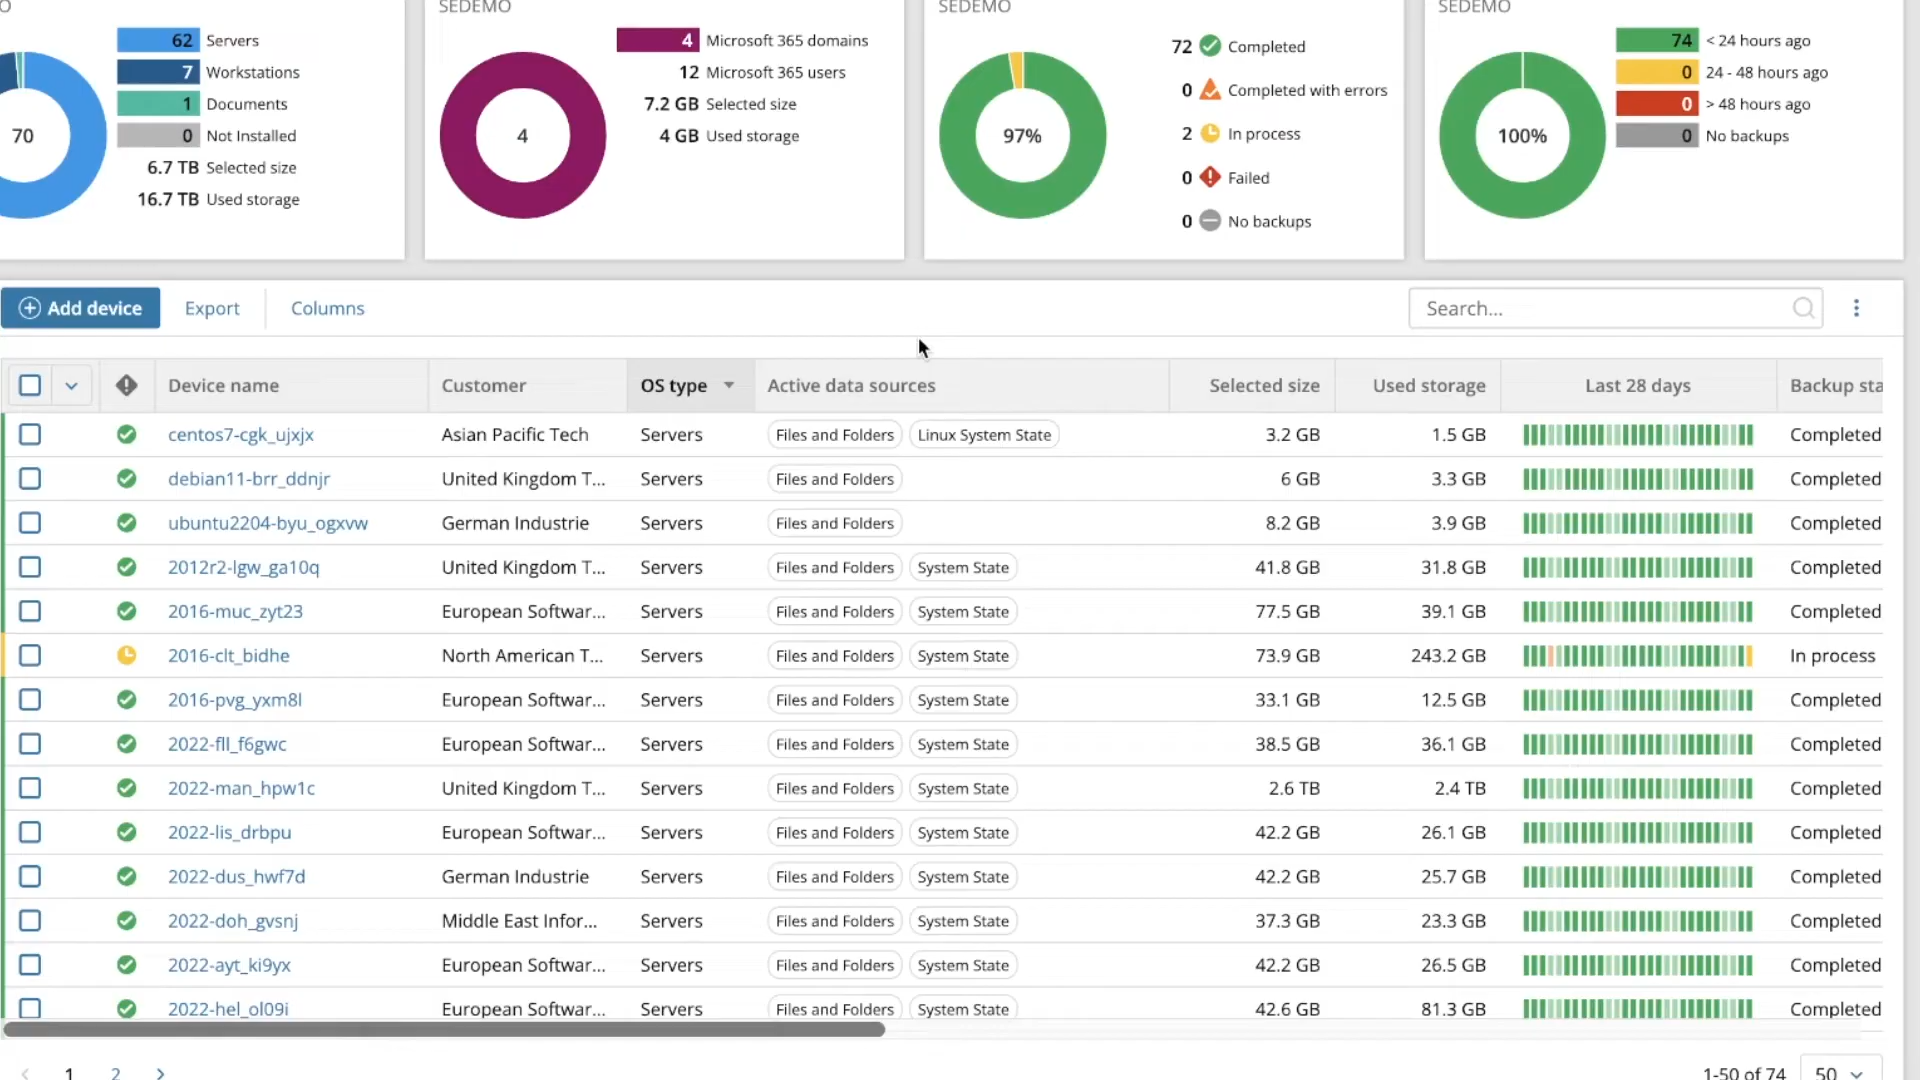 SEDEMO
SEDEMO
SEDEMO
62 Servers
7 Workstations
1 Documents
0 Not Installed
6.7 TB Selected size
16.7 TB Used storage
70
4 Microsoft 365 domains
12 Microsoft 365 users
7.2 GB Selected size
4 GB Used storage
4
72 Completed
0 Completed with errors
2 In process
0 Failed
0 No backups
97%
74 < 24 hours ago
0 24 - 48 hours ago
0 > 48 hours ago
0 No backups
100%
Add device Export Columns Search...
Device name Customer OS type Active data sources Selected size Used storage Last 28 days Backup sta
centos7-cgk_ujxjx Asian Pacific Tech Servers Files and Folders Linux System State 3.2 GB 1.5 GB Completed
debian11-brr_ddnjr United Kingdom T... Servers Files and Folders 6 GB 3.3 GB Completed
ubuntu2204-byu_ogxvw German Industrie Servers Files and Folders 8.2 GB 3.9 GB Completed
2012r2-lgw_ga10q United Kingdom T... Servers Files and Folders System State 41.8 GB 31.8 GB Completed
2016-muc_zyt23 European Softwar... Servers Files and Folders System State 77.5 GB 39.1 GB Completed
2016-clt_bidhe North American T... Servers Files and Folders System State 73.9 GB 243.2 GB In process
2016-pvg_yxm8l European Softwar... Servers Files and Folders System State 33.1 GB 12.5 GB Completed
2022-fll_f6gwc European Softwar... Servers Files and Folders System State 38.5 GB 36.1 GB Completed
2022-man_hpw1c United Kingdom T... Servers Files and Folders System State 2.6 TB 2.4 TB Completed
2022-lis_drbpu European Softwar... Servers Files and Folders System State 42.2 GB 26.1 GB Completed
2022-dus_hwf7d German Industrie Servers Files and Folders System State 42.2 GB 25.7 GB Completed
2022-doh_gvsnj Middle East Infor... Servers Files and Folders System State 37.3 GB 23.3 GB Completed
2022-ayt_ki9yx European Softwar... Servers Files and Folders System State 42.2 GB 26.5 GB Completed
2022-hel_ol09i European Softwar... Servers Files and Folders System State 42.6 GB 81.3 GB Completed
1 2 1-50 of 74 50